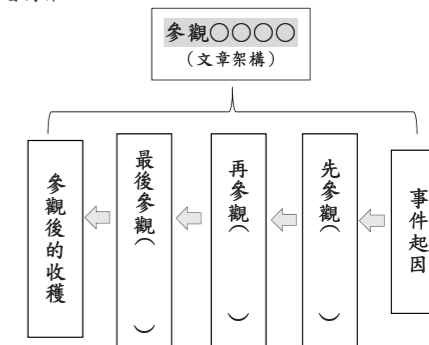 參觀○○○○
（文章架構）
事件起因
先參觀（　　）
再參觀（　　）
最後參觀（　　）
參觀後的收穫